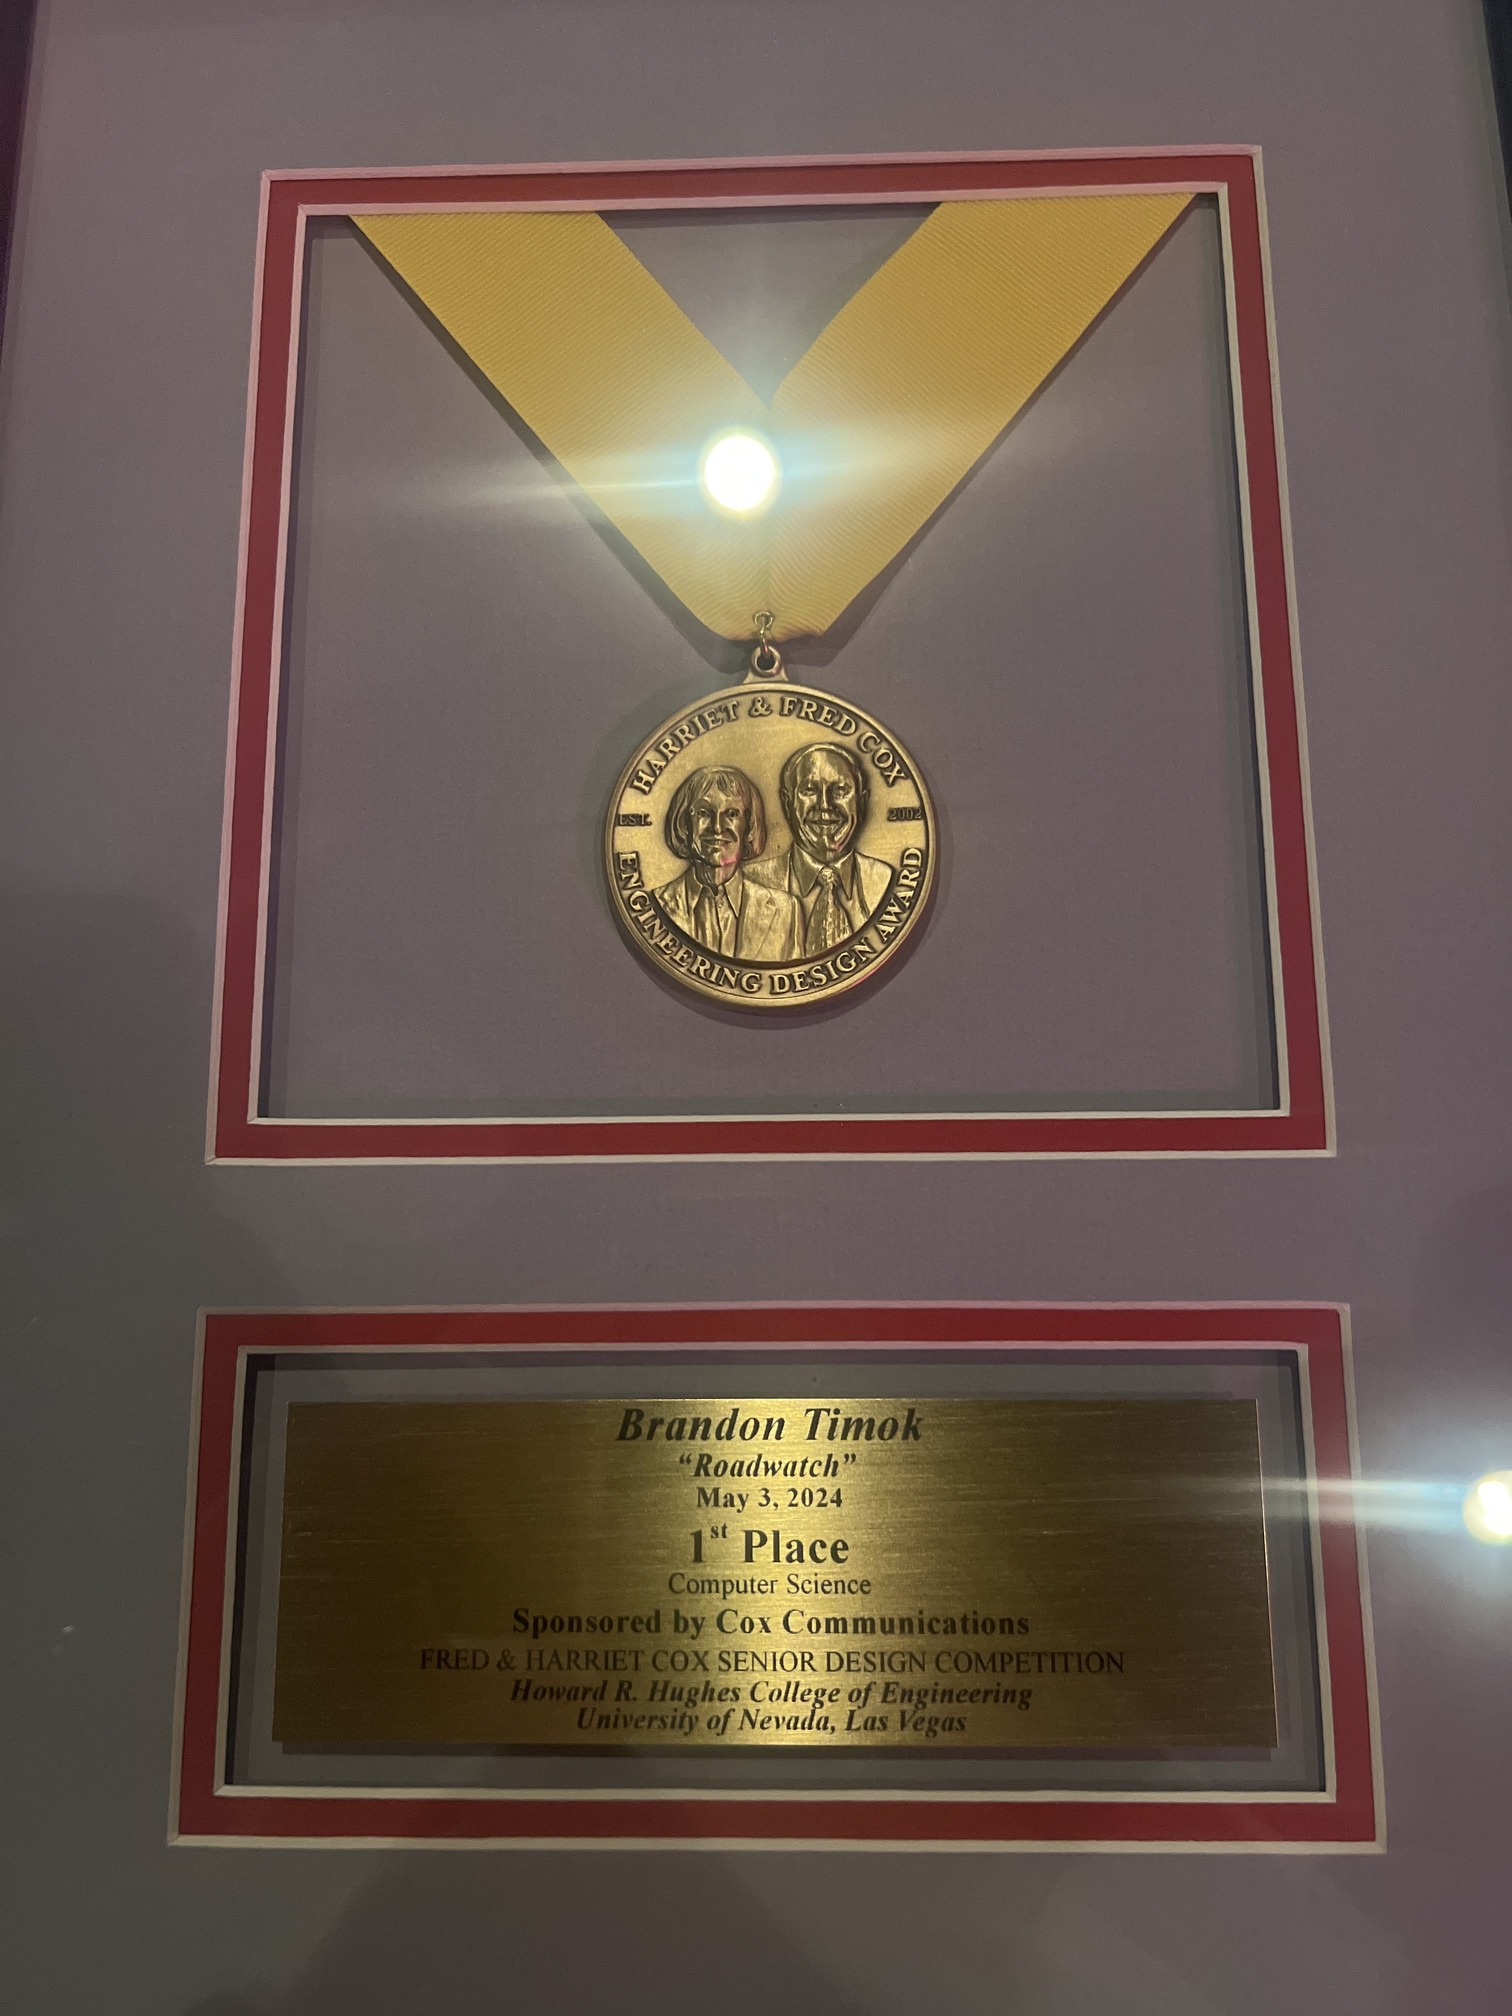 HARRIET & FRED COX
EST. 2002
ENGINEERING DESIGN AWARD
Brandon Timok
“Roadwatch”
May 3, 2024
1st Place
Computer Science
Sponsored by Cox Communications
FRED & HARRIET COX SENIOR DESIGN COMPETITION
Howard R. Hughes College of Engineering
University of Nevada, Las Vegas